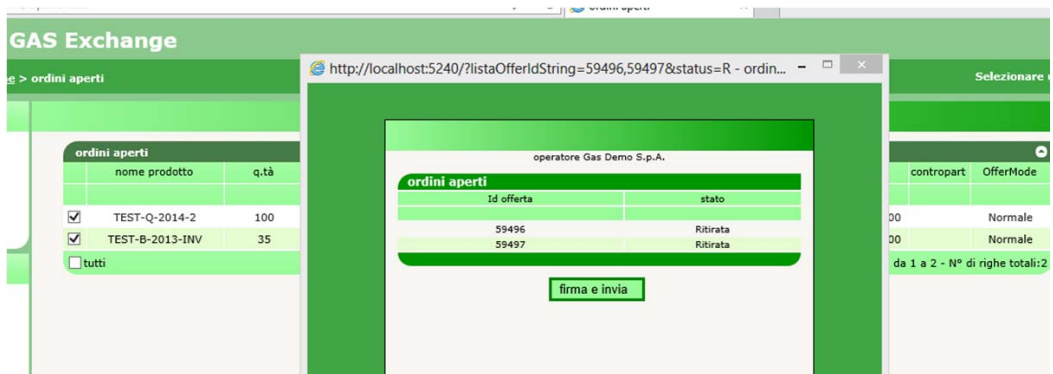 ordini aperti
GAS Exchange
> ordini aperti
Selezionare
http://localhost:5240/?listaOfferIdString=59496,59497&status=R - ordin...
operatore Gas Demo S.p.A.
ordini aperti
Id offerta stato
59496 Ritirata
59497 Ritirata
firma e invia
ordini aperti
nome prodotto q.tà contropart OfferMode
TEST-Q-2014-2 100 00 Normale
TEST-B-2013-INV 35 00 Normale
tutti da 1 a 2 - N° di righe totali:2